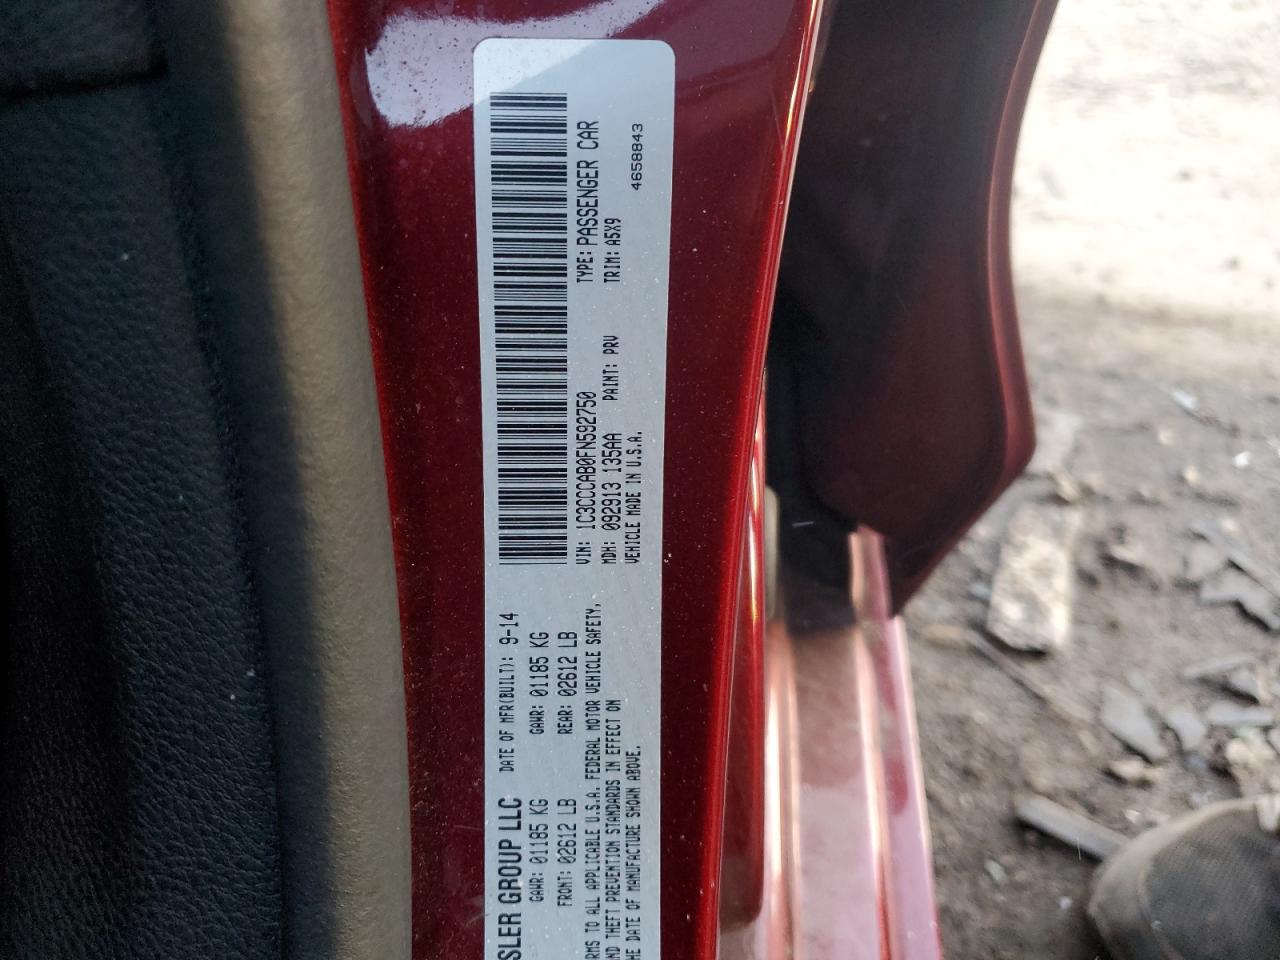 SLER GROUP LLC DATE OF MFR(BUILT): 9-14
GAWR: 01185 KG GAWR: 01185 KG
FRONT: 02612 LB REAR: 02612 LB
RMS TO ALL APPLICABLE U.S.A. FEDERAL MOTOR VEHICLE SAFETY,
ND THEFT PREVENTION STANDARDS IN EFFECT ON
HE DATE OF MANUFACTURE SHOWN ABOVE.
VIN: 1C3CCCAB0FN592750 TYPE: PASSENGER CAR
MDH: 092913 135AA PAINT: PRV TRIM: A5X9
VEHICLE MADE IN U.S.A. 4658843